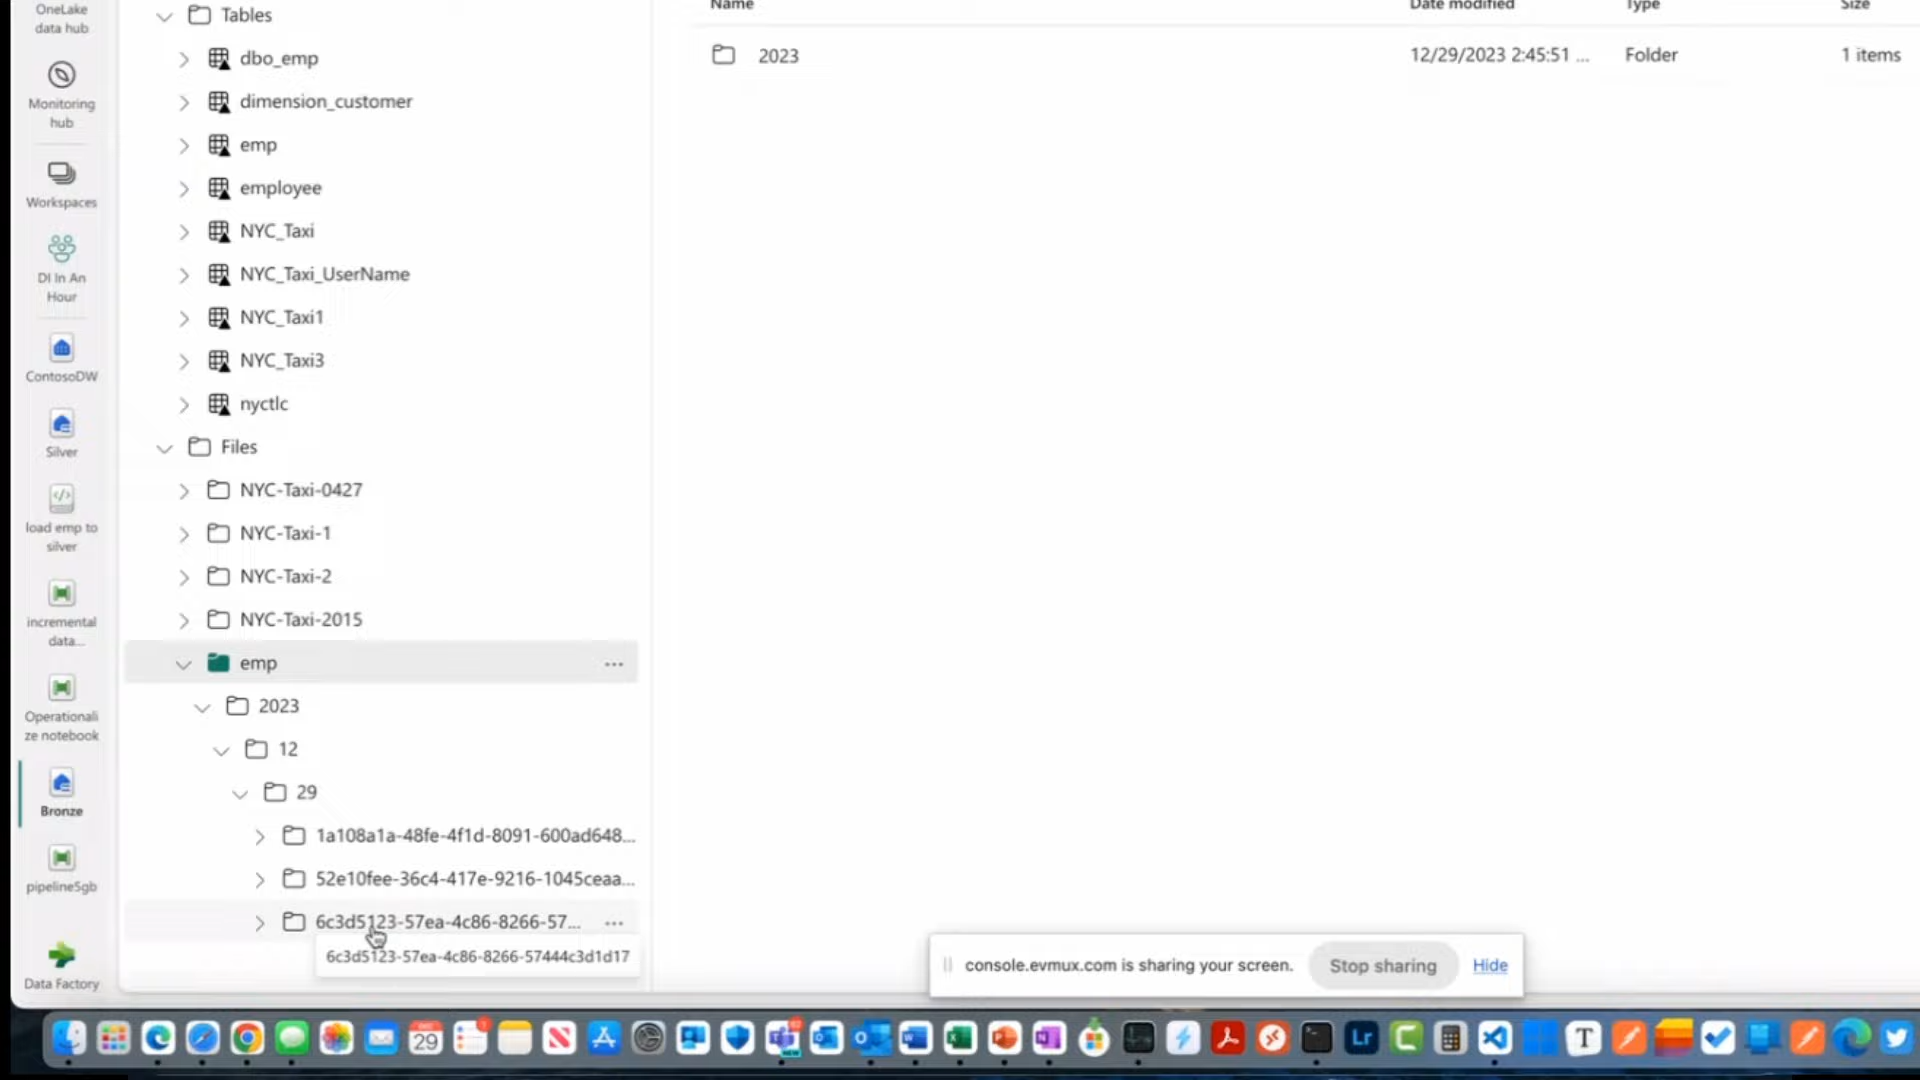 OneLake
data hub
Monitoring
hub
Workspaces
DI In An
Hour
ContosoDW
Silver
load emp to
silver
incremental
data...
Operationali
ze notebook
Bronze
pipeline5gb
Data Factory
Tables
dbo_emp
dimension_customer
emp
employee
NYC_Taxi
NYC_Taxi_UserName
NYC_Taxi1
NYC_Taxi3
nyctlc
Files
NYC-Taxi-0427
NYC-Taxi-1
NYC-Taxi-2
NYC-Taxi-2015
emp
2023
12
29
1a108a1a-48fe-4f1d-8091-600ad648...
52e10fee-36c4-417e-9216-1045ceaa...
6c3d5123-57ea-4c86-8266-57...
6c3d5123-57ea-4c86-8266-57444c3d1d17
Name Date modified Type Size
2023 12/29/2023 2:45:51 ... Folder 1 items
console.evmux.com is sharing your screen. Stop sharing Hide
29
Lr
T